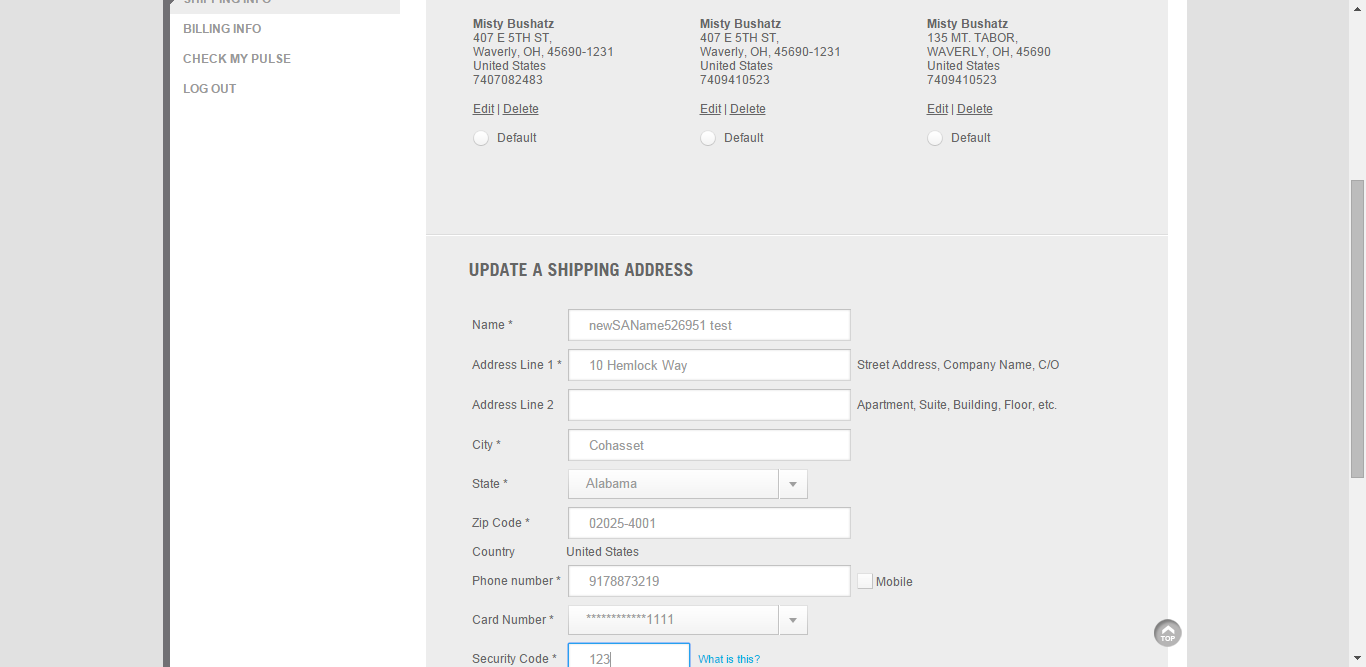 SHIPPING INFO
BILLING INFO
CHECK MY PULSE
LOG OUT
Misty Bushatz
407 E 5TH ST,
Waverly, OH, 45690-1231
United States
7407082483
Edit | Delete
Default
Misty Bushatz
407 E 5TH ST,
Waverly, OH, 45690-1231
United States
7409410523
Edit | Delete
Default
Misty Bushatz
135 MT. TABOR,
WAVERLY, OH, 45690
United States
7409410523
Edit | Delete
Default
UPDATE A SHIPPING ADDRESS
Name * newSAName526951 test
Address Line 1 * 10 Hemlock Way Street Address, Company Name, C/O
Address Line 2 Apartment, Suite, Building, Floor, etc.
City * Cohasset
State * Alabama
Zip Code * 02025-4001
Country United States
Phone number * 9178873219 Mobile
Card Number * ************1111
Security Code * 123 What is this?
TOP